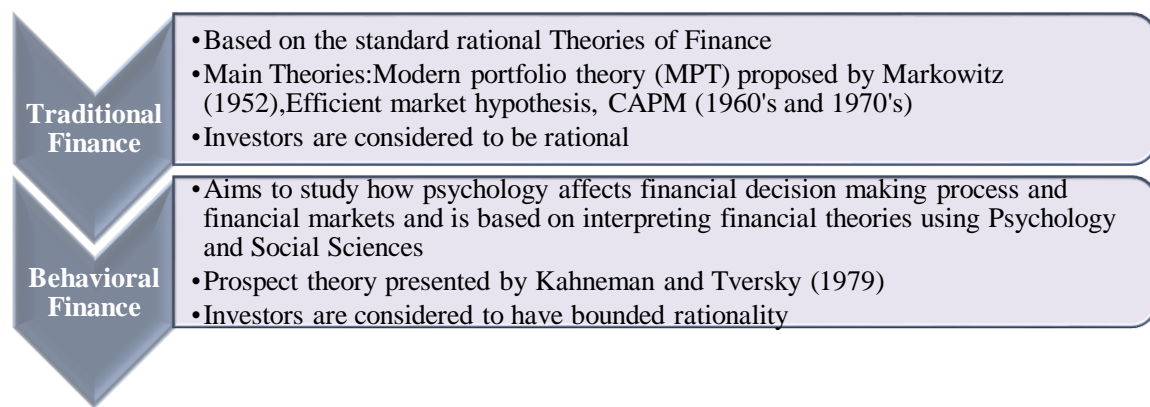 Traditional
Finance
•Based on the standard rational Theories of Finance
•Main Theories:Modern portfolio theory (MPT) proposed by Markowitz
(1952),Efficient market hypothesis, CAPM (1960's and 1970's)
•Investors are considered to be rational
Behavioral
Finance
•Aims to study how psychology affects financial decision making process and
financial markets and is based on interpreting financial theories using Psychology
and Social Sciences
•Prospect theory presented by Kahneman and Tversky (1979)
•Investors are considered to have bounded rationality